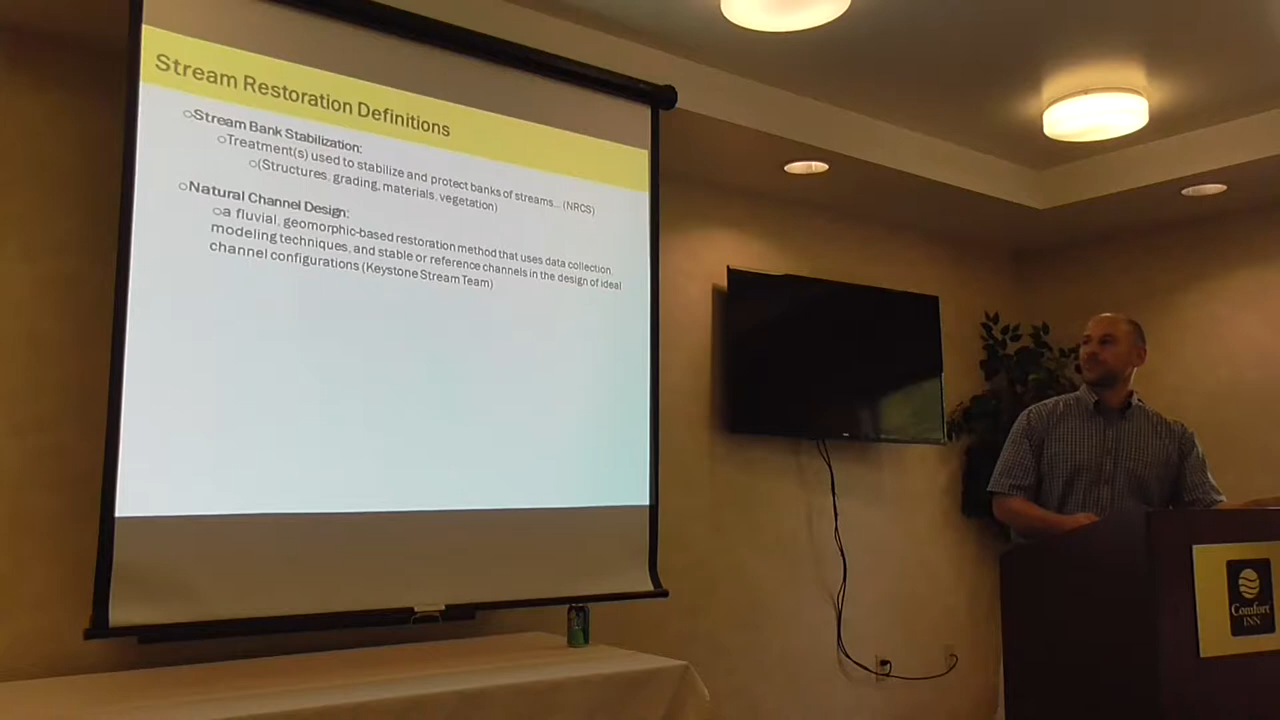 Stream Restoration Definitions
Stream Bank Stabilization:
Treatment(s) used to stabilize and protect banks of streams... (NRCS)
(Structures, grading, materials, vegetation)
Natural Channel Design:
a fluvial, geomorphic-based restoration method that uses data collection,
modeling techniques, and stable or reference channels in the design of ideal
channel configurations (Keystone Stream Team)
Comfort
INN